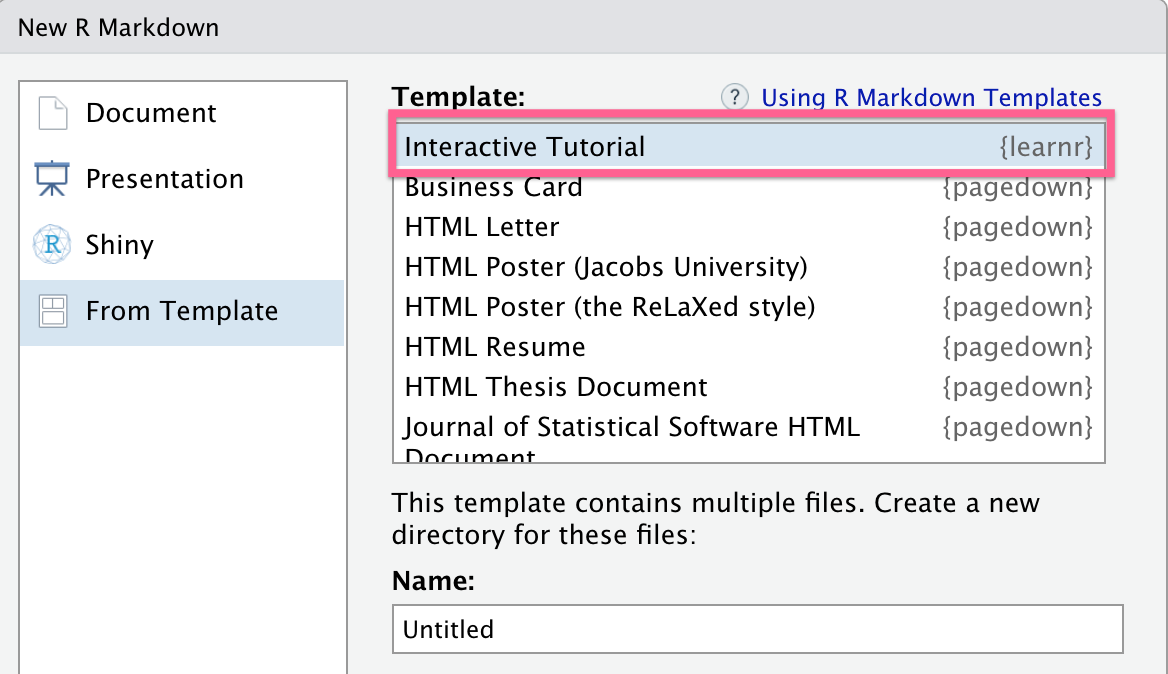 New R Markdown
Document
Presentation
R Shiny
From Template
Template: ? Using R Markdown Templates
Interactive Tutorial {learnr}
Business Card {pagedown}
HTML Letter {pagedown}
HTML Poster (Jacobs University) {pagedown}
HTML Poster (the ReLaXed style) {pagedown}
HTML Resume {pagedown}
HTML Thesis Document {pagedown}
Journal of Statistical Software HTML {pagedown}
Document
This template contains multiple files. Create a new
directory for these files:
Name:
Untitled